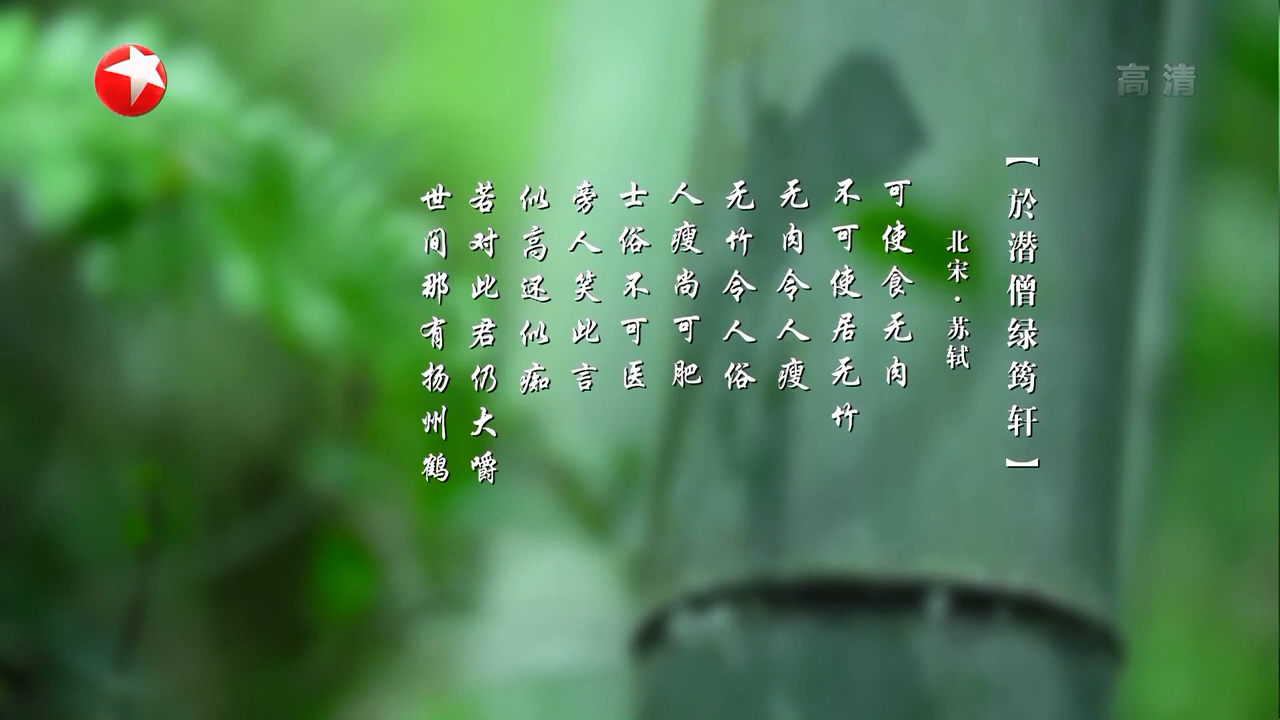 高清
【於潜僧绿筠轩】
北宋·苏轼
可使食无肉
不可使居无竹
无肉令人瘦
无竹令人俗
人瘦尚可肥
士俗不可医
旁人笑此言
似高还似痴
若对此君仍大嚼
世间那有扬州鹤